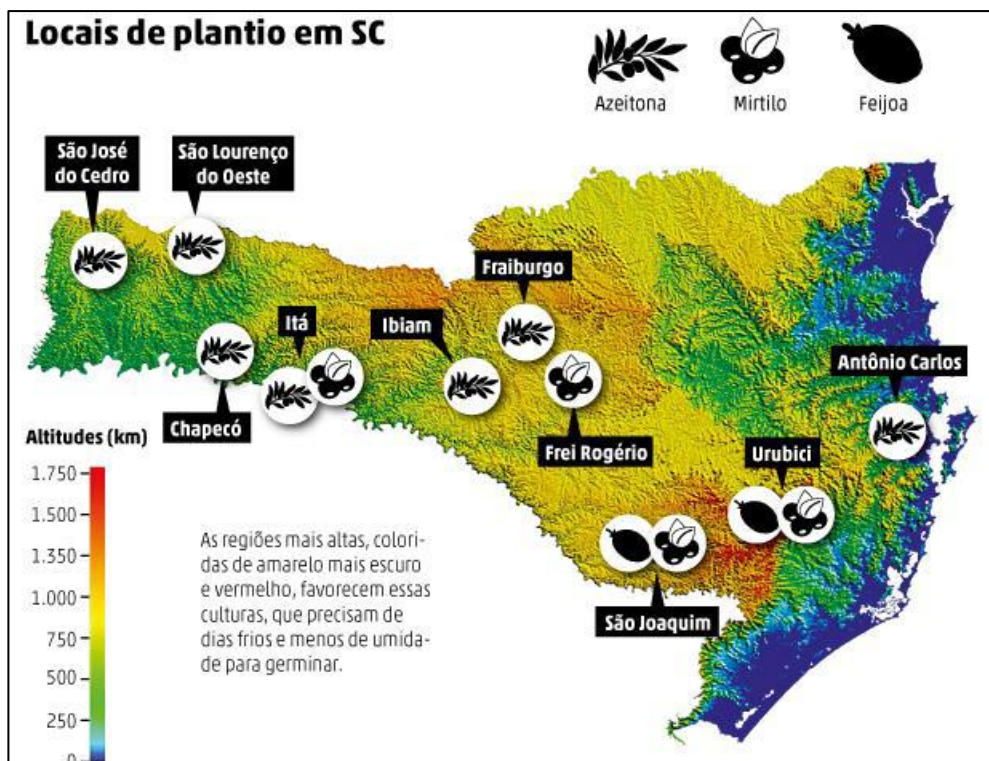 Locais de plantio em SC
Azeitona
Mirtilo
Feijoa
São José
do Cedro
São Lourenço
do Oeste
Fraiburgo
Itá
Ibiam
Antônio Carlos
Chapecó
Frei Rogério
Urubici
São Joaquim
Altitudes (km)
1.750
1.500
1.350
1.000
750
500
250
0
As regiões mais altas, colori-
das de amarelo mais escuro
e vermelho, favorecem essas
culturas, que precisam de
dias frios e menos de umida-
de para germinar.